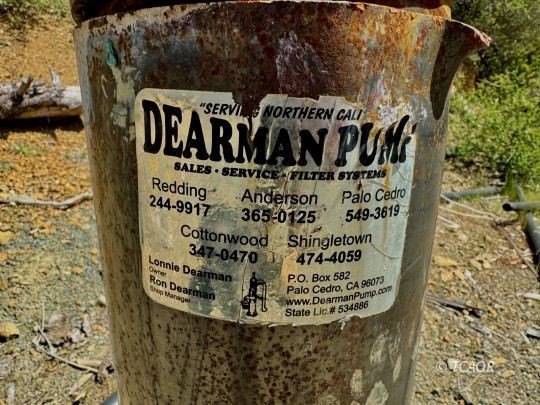 "SERVING NORTHERN CALI
DEARMAN PUMP
SALES · SERVICE · FILTER SYSTEMS
Redding Anderson Palo Cedro
244-9917 365-0125 549-3619
Cottonwood Shingletown
347-0470 474-4059
Lonnie Dearman
Owner
Ron Dearman
Shop Manager
P.O. Box 582
Palo Cedro, CA 96073
www.DearmanPump.com
State Lic.# 534886
© TCAOR